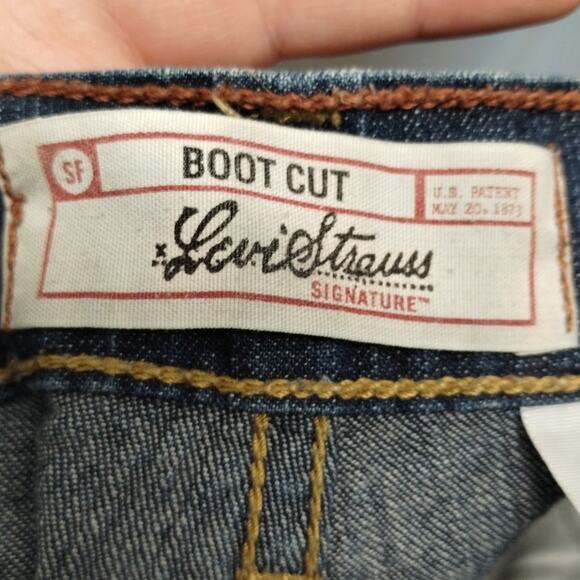 SF
BOOT CUT
U.S. PATENT
MAY 20, 1873
Levi Strauss
SIGNATURE™